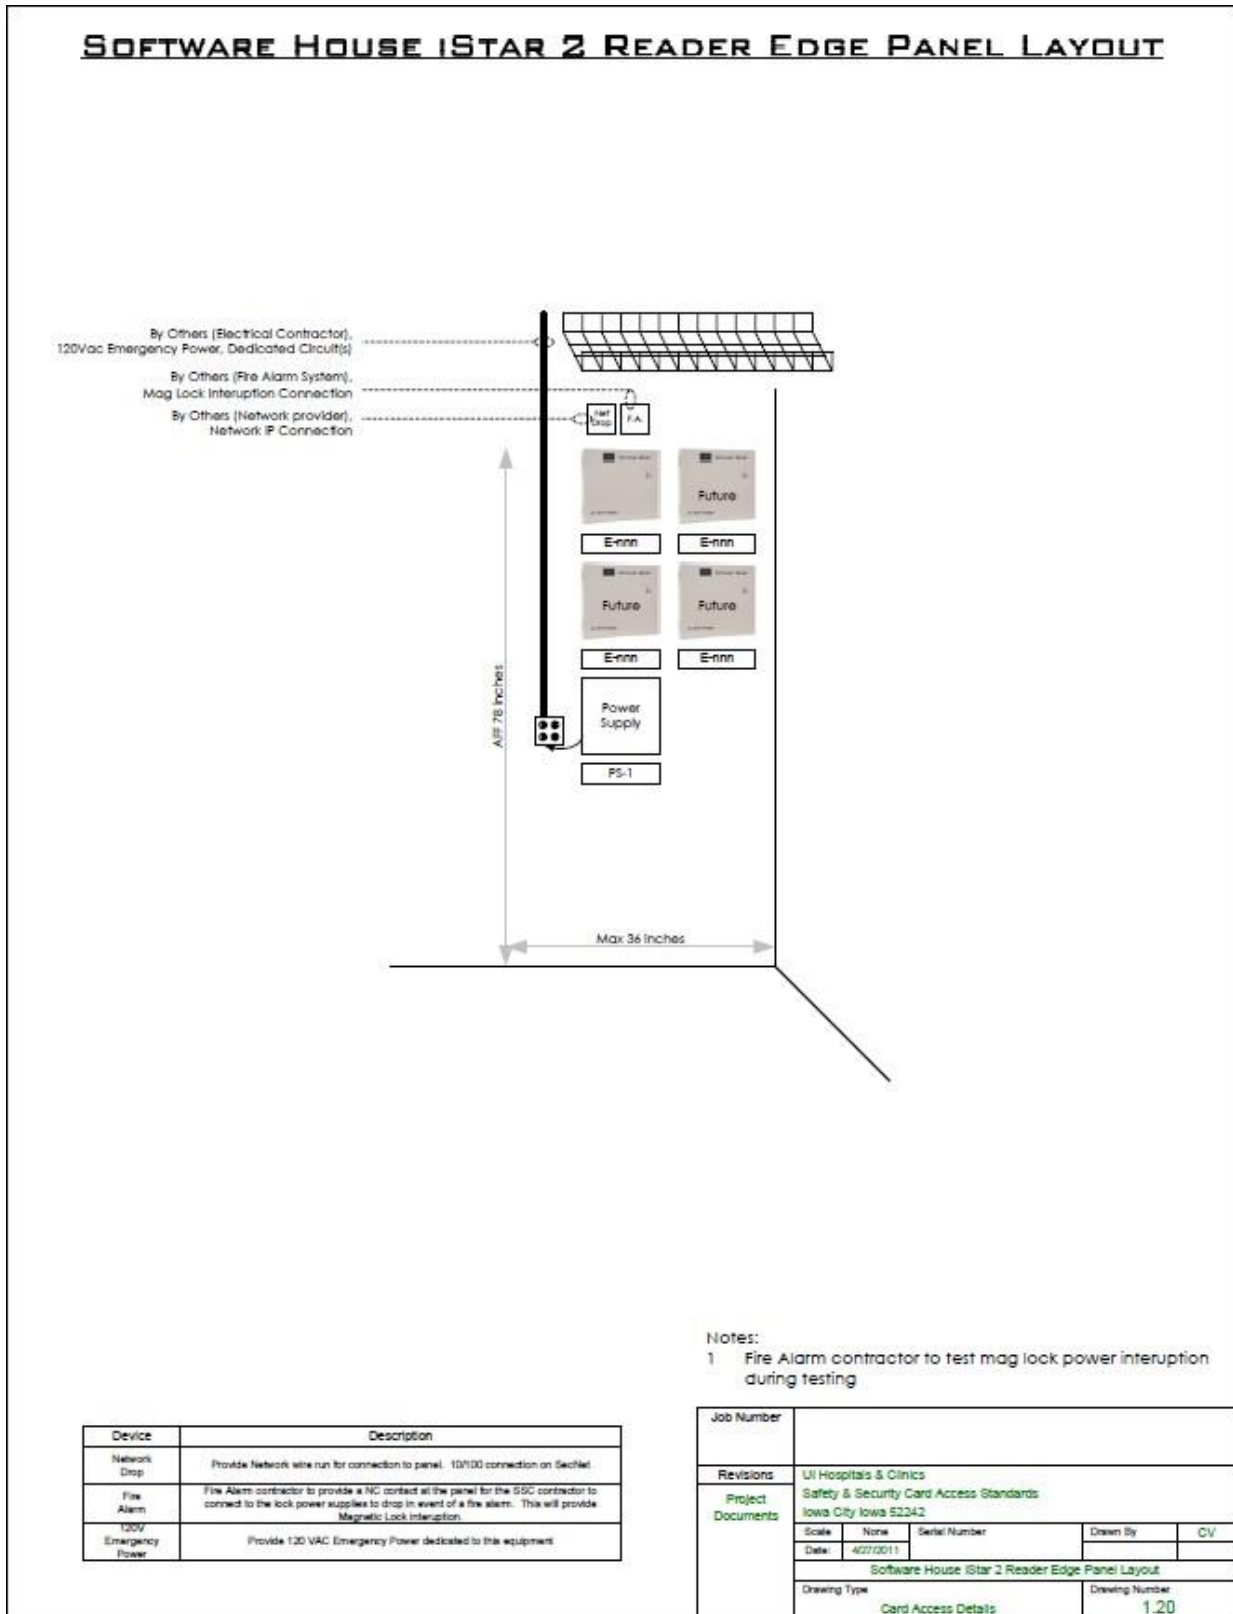 SOFTWARE HOUSE ISTAR 2 READER EDGE PANEL LAYOUT
By Others (Electrical Contractor),
120Vac Emergency Power, Dedicated Circuit(s)
By Others (Fire Alarm System),
Mag Lock Interuption Connection
By Others (Network provider),
Network IP Connection
Net
Drop
F.A.
Future
E-nnn
E-nnn
Future
Future
E-nnn
E-nnn
Power
Supply
PS-1
AFF 78 Inches
Max 36 Inches
Notes:
1 Fire Alarm contractor to test mag lock power interuption
during testing
Device Description
Network
Drop
Provide Network wire run for connection to panel. 10/100 connection on SecNet
Fire
Alarm
Fire Alarm contractor to provide a NC contact at the panel for the SSC contractor to
connect to the lock power supplies to drop in event of a fire alarm. This will provide
Magnetic Lock interuption.
120V
Emergency
Power
Provide 120 VAC Emergency Power dedicated to this equipment
Job Number
Revisions
Project
Documents
UI Hospitals & Clinics
Safety & Security Card Access Standards
Iowa City Iowa 52242
Scale None Serial Number Drawn By CV
Date: 4/27/2011
Software House iStar 2 Reader Edge Panel Layout
Drawing Type Drawing Number
Card Access Details 1.20